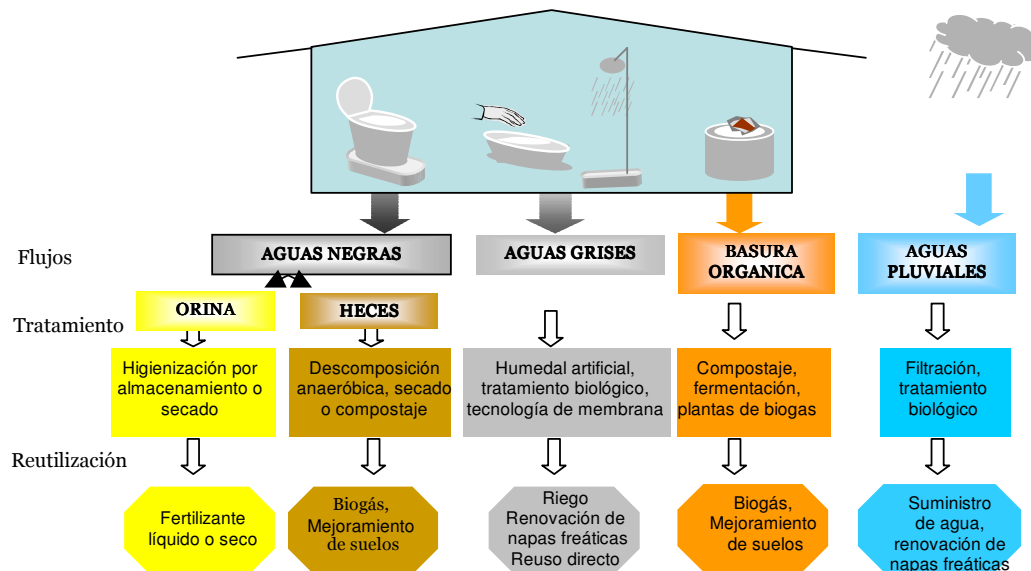 Flujos
AGUAS NEGRAS
AGUAS GRISES
BASURA
ORGANICA
AGUAS
PLUVIALES
Tratamiento
ORINA
HECES
Higienización por
almacenamiento o
secado
Descomposición
anaeróbica, secado
o compostaje
Humedal artificial,
tratamiento biológico,
tecnología de membrana
Compostaje,
fermentación,
plantas de biogas
Filtración,
tratamiento
biológico
Reutilización
Fertilizante
líquido o seco
Biogás,
Mejoramiento
de suelos
Riego
Renovación de
napas freáticas
Reuso directo
Biogás,
Mejoramiento
de suelos
Suministro
de agua,
renovación de
napas freáticas